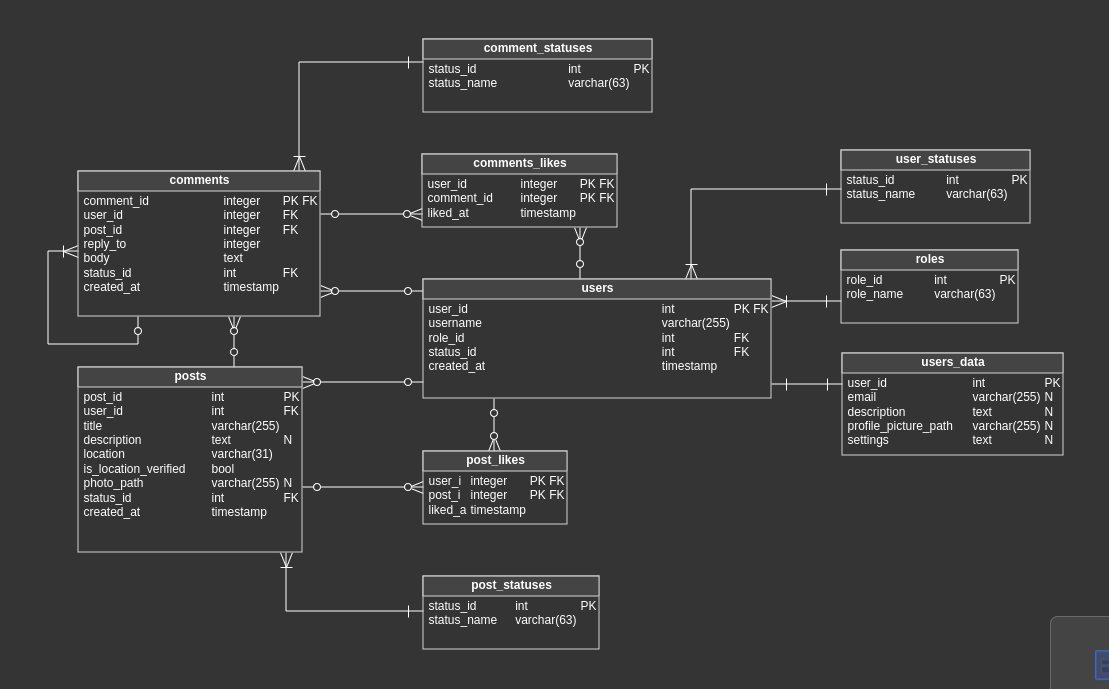 comment_statuses
status_id int PK
status_name varchar(63)
comments_likes
user_id integer PK FK
comment_id integer PK FK
liked_at timestamp
user_statuses
status_id int PK
status_name varchar(63)
comments
comment_id integer PK FK
user_id integer FK
post_id integer FK
reply_to integer
body text
status_id int FK
created_at timestamp
roles
role_id int PK
role_name varchar(63)
users
user_id int PK FK
username varchar(255)
role_id int FK
status_id int FK
created_at timestamp
users_data
user_id int PK
email varchar(255) N
description text N
profile_picture_path varchar(255) N
settings text N
posts
post_id int PK
user_id int FK
title varchar(255)
description text N
location varchar(31)
is_location_verified bool
photo_path varchar(255) N
status_id int FK
created_at timestamp
post_likes
user_i integer PK FK
post_i integer PK FK
liked_a timestamp
post_statuses
status_id int PK
status_name varchar(63)